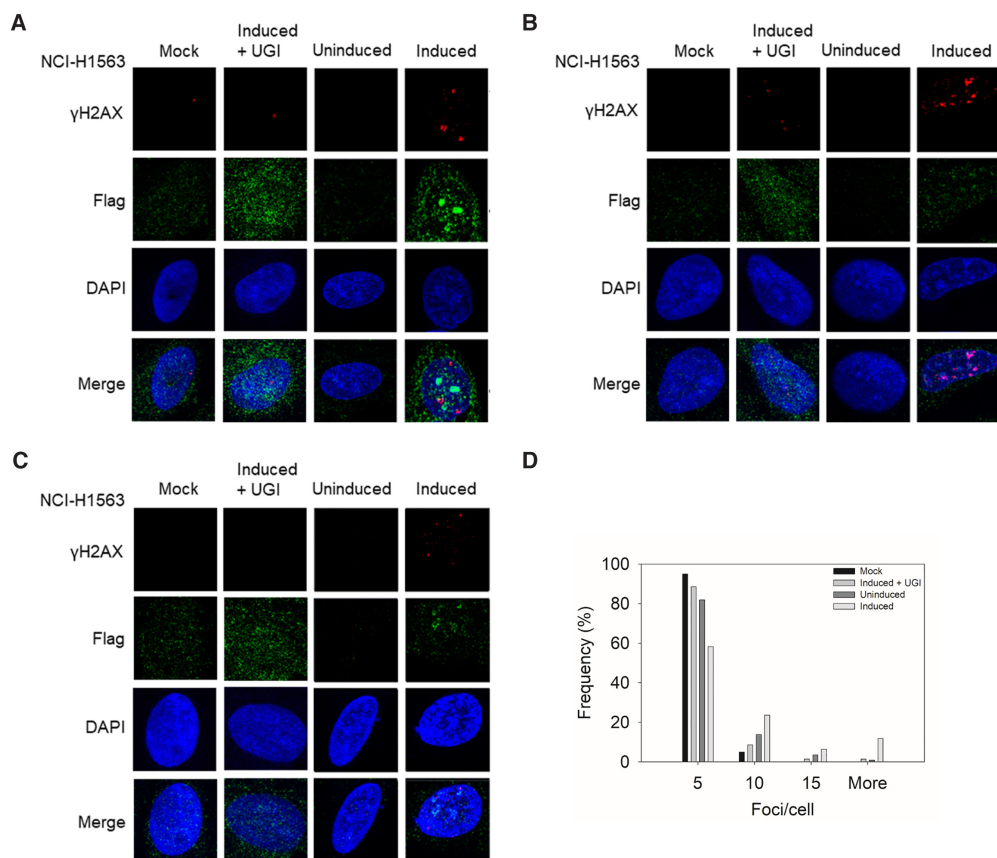 A
NCI-H1563
Mock
Induced
+ UGI
Uninduced
Induced
γH2AX
Flag
DAPI
Merge
B
NCI-H1563
Mock
Induced
+ UGI
Uninduced
Induced
γH2AX
Flag
DAPI
Merge
C
NCI-H1563
Mock
Induced
+ UGI
Uninduced
Induced
γH2AX
Flag
DAPI
Merge
D
Frequency (%)
100
80
60
40
20
0
Mock
Induced + UGI
Uninduced
Induced
5 10 15 More
Foci/cell